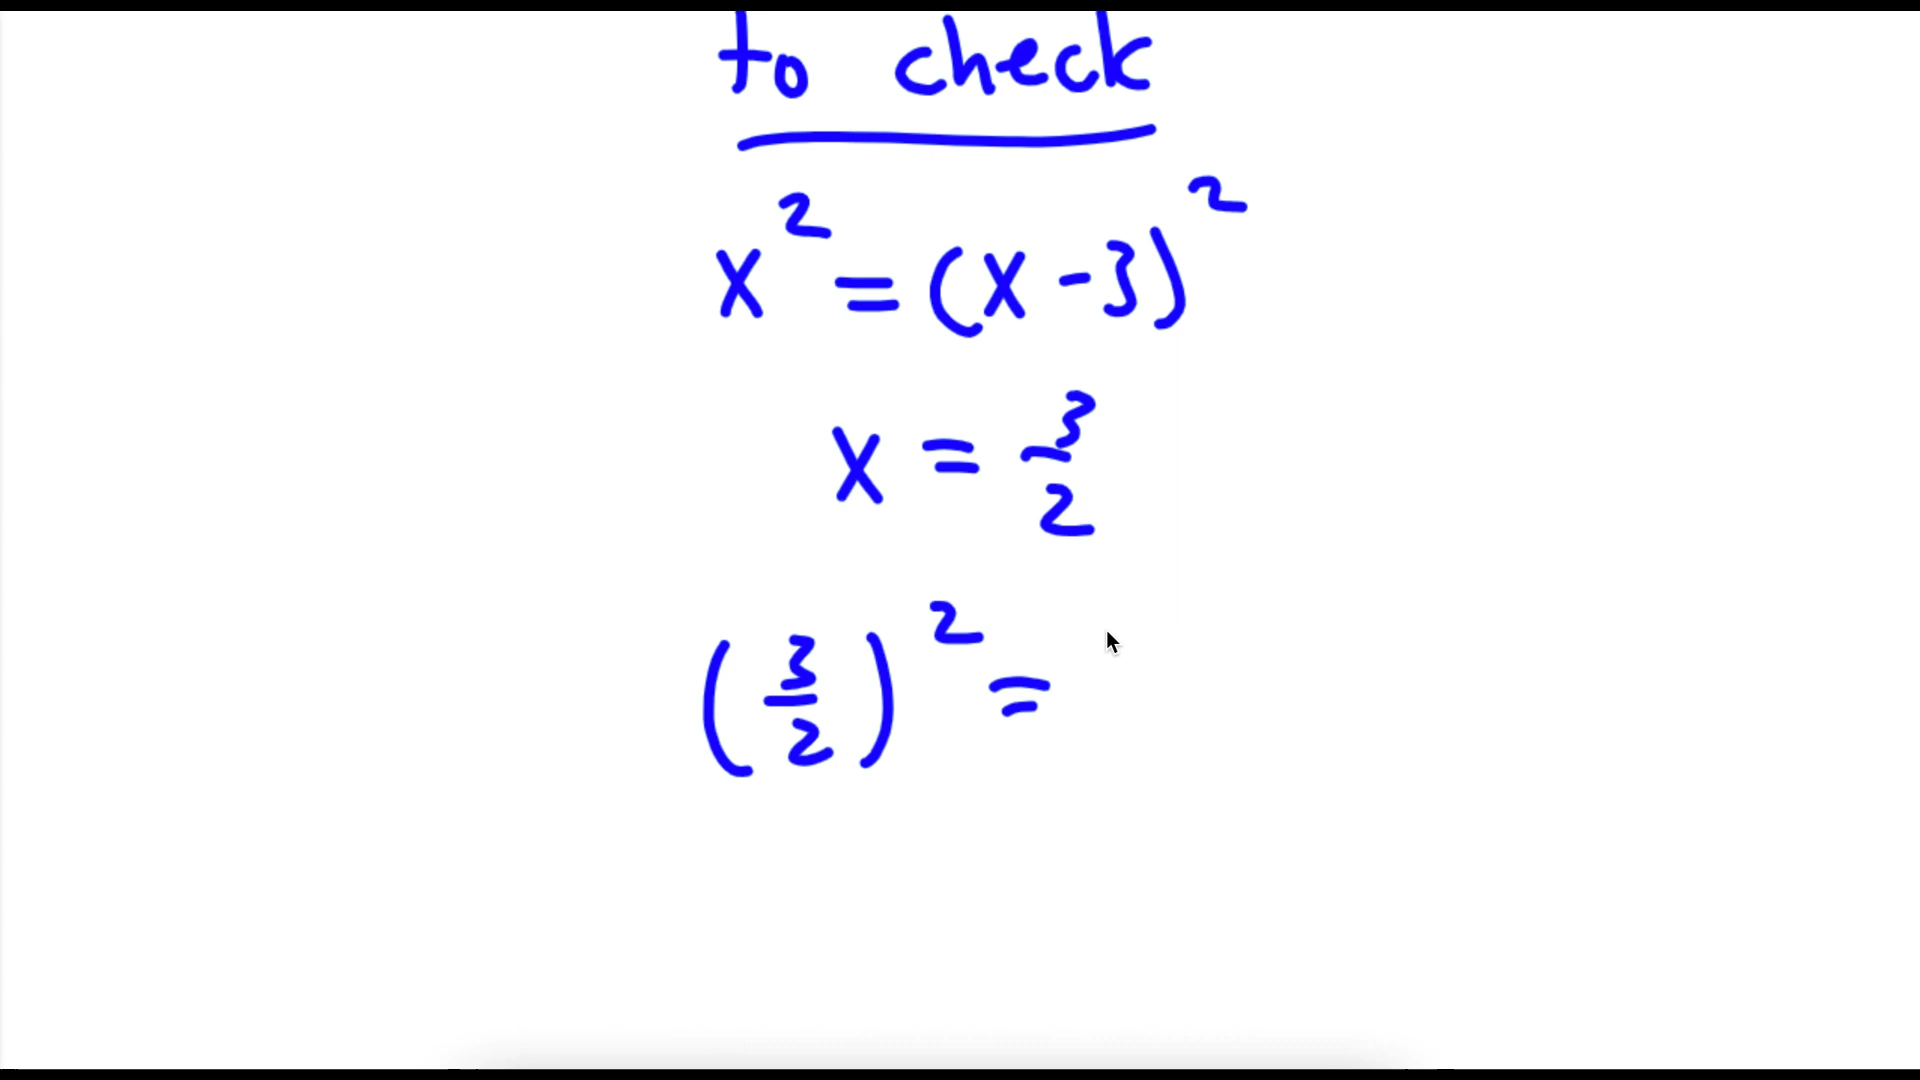 to check
x² = (x - 3)²
x = 3/2
(3/2)² =